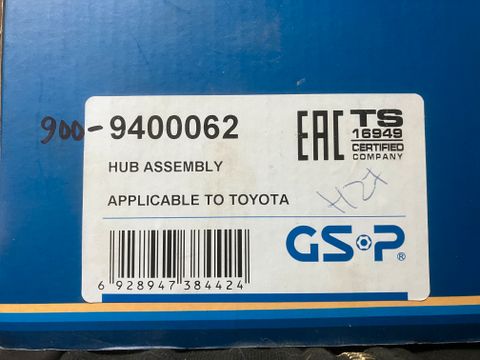 900-9400062
HUB ASSEMBLY
APPLICABLE TO TOYOTA
EAC
TS
16949
CERTIFIED
COMPANY
GSP®
6 928947 384424